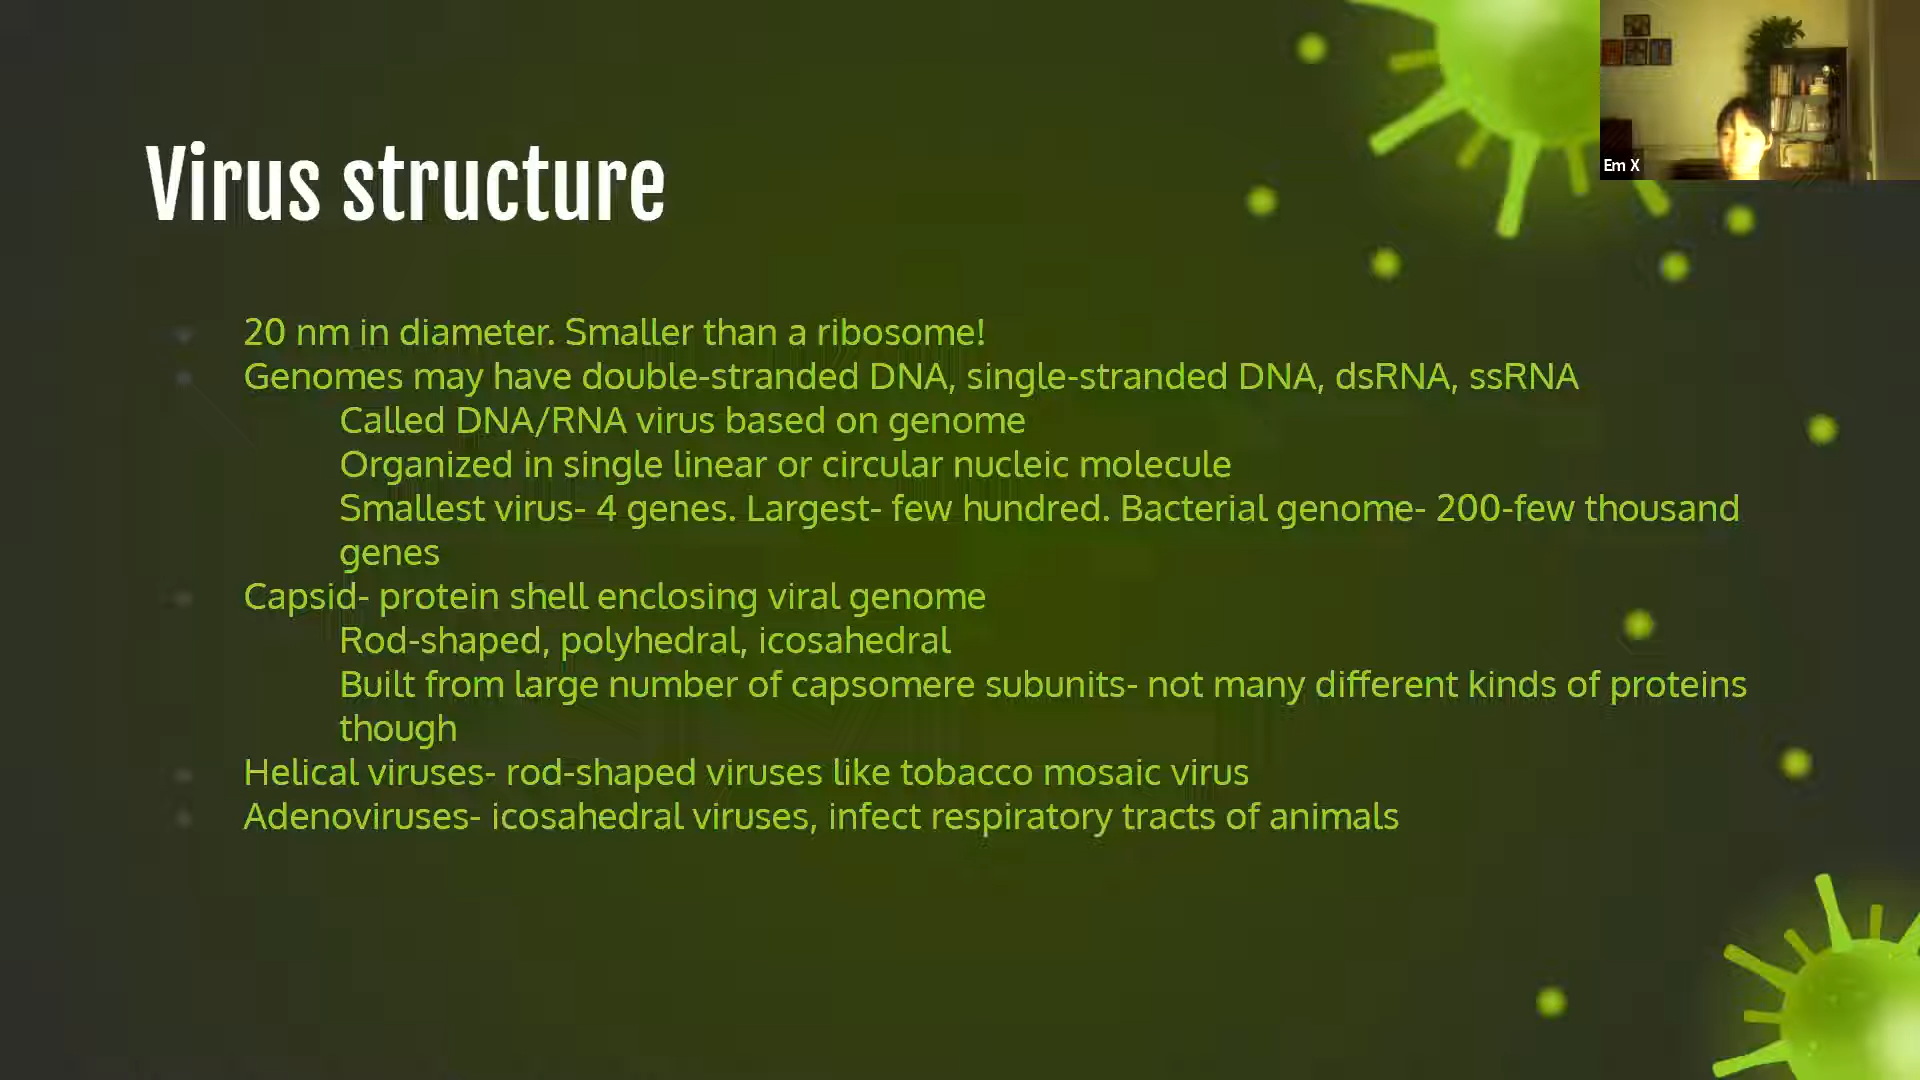 Virus structure
Em X
20 nm in diameter. Smaller than a ribosome!
Genomes may have double-stranded DNA, single-stranded DNA, dsRNA, ssRNA
Called DNA/RNA virus based on genome
Organized in single linear or circular nucleic molecule
Smallest virus- 4 genes. Largest- few hundred. Bacterial genome- 200-few thousand
genes
Capsid- protein shell enclosing viral genome
Rod-shaped, polyhedral, icosahedral
Built from large number of capsomere subunits- not many different kinds of proteins
though
Helical viruses- rod-shaped viruses like tobacco mosaic virus
Adenoviruses- icosahedral viruses, infect respiratory tracts of animals